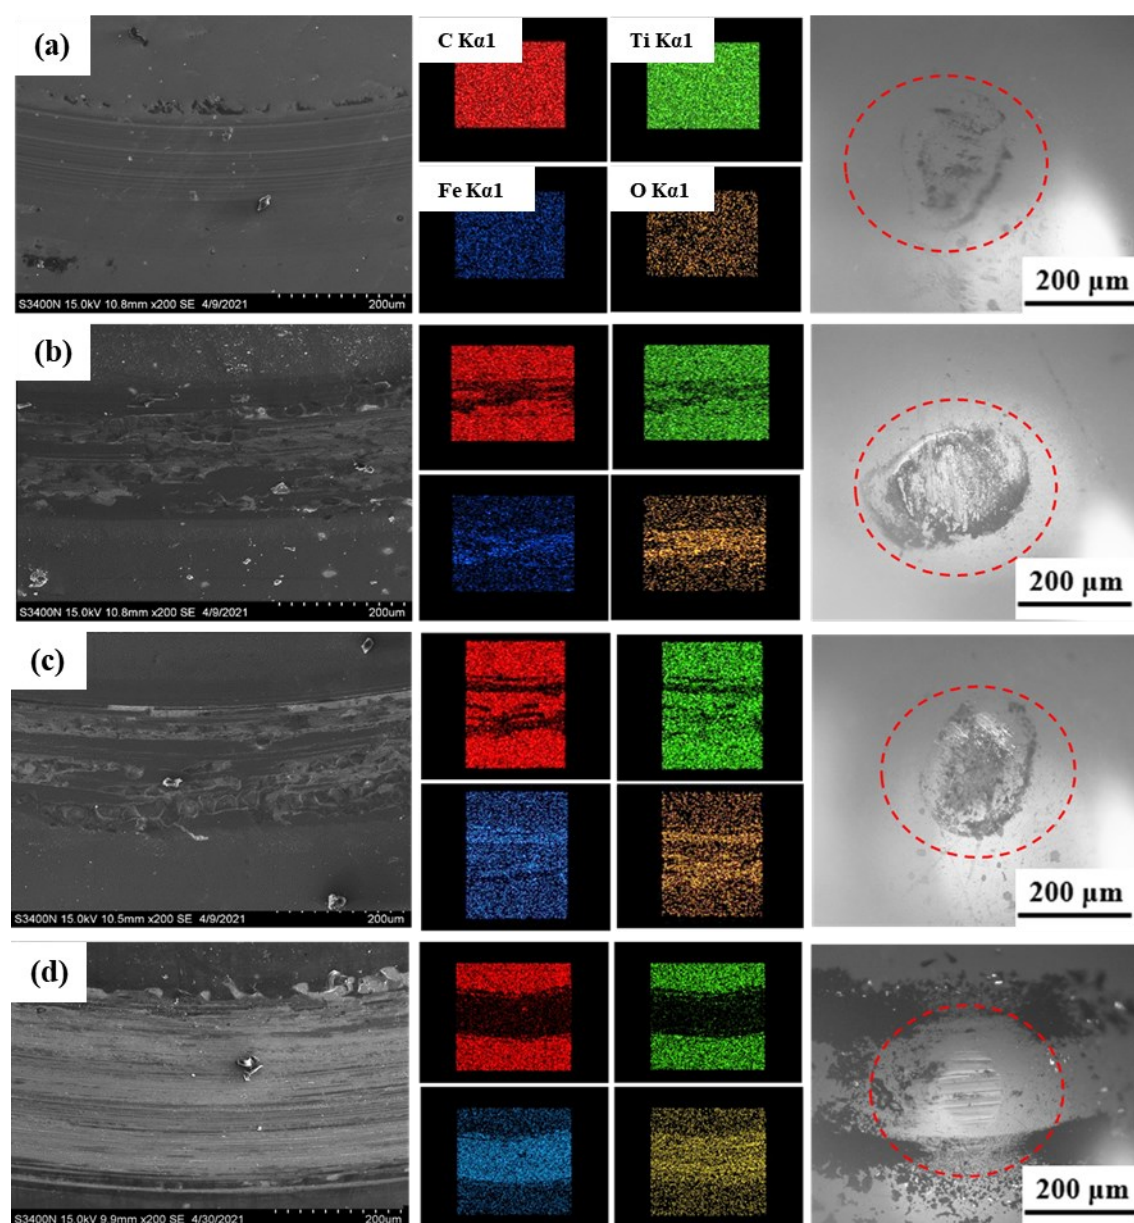 (a)
C Kα1
Ti Kα1
Fe Kα1
O Kα1
200 µm
S3400N 15.0kV 10.8mm x200 SE 4/9/2021
200um
(b)
200 µm
S3400N 15.0kV 10.8mm x200 SE 4/9/2021
200um
(c)
200 µm
S3400N 15.0kV 10.5mm x200 SE 4/9/2021
200um
(d)
200 µm
S3400N 15.0kV 9.9mm x200 SE 4/30/2021
200um